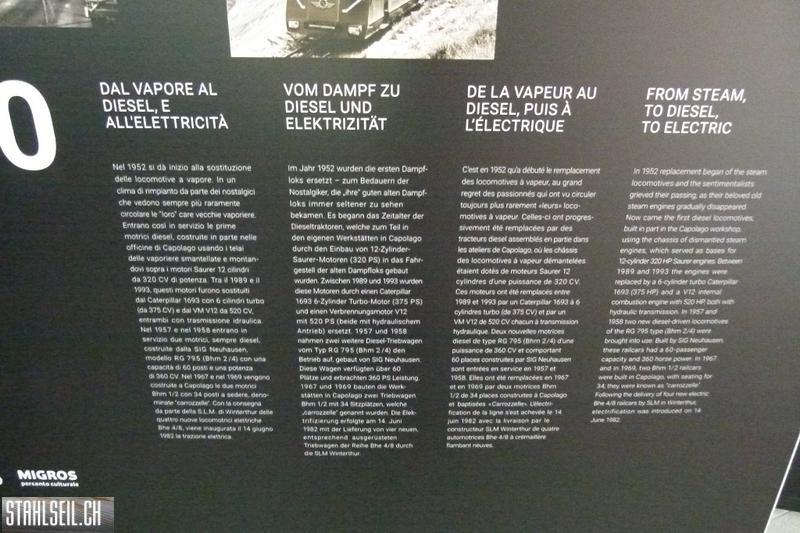 0
DAL VAPORE AL
DIESEL, E
ALL'ELETTRICITÀ
Nel 1952 si dà inizio alla sostituzione
delle locomotive a vapore. In un
clima di rimpianto da parte dei nostalgici
che vedono sempre più raramente
circolare le "loro" care vecchie vaporiere.
Entrano così in servizio le prime
motrici diesel, costruite in parte nelle
officine di Capolago usando i telai
delle vaporiere smantellate e montan-
dovi sopra i motori Saurer 12 cilindri
da 320 CV di potenza. Tra il 1989 e il
1993, questi motori furono sostituiti
dal Caterpillar 1693 con 6 cilindri turbo
(da 375 CV) e dal VM V12 da 520 CV,
entrambi con trasmissione idraulica.
Nel 1957 e nel 1958 entrano in
servizio due motrici, sempre diesel,
costruite dalla SIG Neuhausen,
modello RG 795 (Bhm 2/4) con una
capacità di 60 posti e una potenza
di 360 CV. Nel 1967 e nel 1969 vengono
costruite a Capolago le due motrici
Bhm 1/2 con 34 posti a sedere, deno-
minate "carrozzelle". Con la consegna
da parte della S.L.M. di Winterthur delle
quattro nuove locomotrici elettriche
Bhe 4/8, viene inaugurata il 14 giugno
1982 la trazione elettrica.
VOM DAMPF ZU
DIESEL UND
ELEKTRIZITÄT
Im Jahr 1952 wurden die ersten Dampf-
loks ersetzt – zum Bedauern der
Nostalgiker, die „ihre" guten alten Dampf-
loks immer seltener zu sehen
bekamen. Es begann das Zeitalter der
Dieseltraktoren, welche zum Teil in
den eigenen Werkstätten in Capolago
durch den Einbau von 12-Zylinder-
Saurer-Motoren (320 PS) in das Fahr-
gestell der alten Dampfloks gebaut
wurden. Zwischen 1989 und 1993 wurden
diese Motoren durch einen Caterpillar
1693 6-Zylinder Turbo-Motor (375 PS)
und einen Verbrennungsmotor V12
mit 520 PS (beide mit hydraulischem
Antrieb) ersetzt. 1957 und 1958
nahmen zwei weitere Diesel-Triebwagen
vom Typ RG 795 (Bhm 2/4) den
Betrieb auf, gebaut von SIG Neuhausen.
Diese Wagen verfügten über 60
Plätze und erbrachten 360 PS Leistung.
1967 und 1969 bauten die Werk-
stätten in Capolago zwei Triebwagen
Bhm 1/2 mit 34 Sitzplätzen, welche
„carrozzelle" genannt wurden. Die Elek-
trifizierung erfolgte am 14. Juni
1982 mit der Lieferung von vier neuen,
entsprechend ausgerüsteten
Triebwagen der Reihe Bhe 4/8 durch
die SLM Winterthur.
DE LA VAPEUR AU
DIESEL, PUIS À
L'ÉLECTRIQUE
C'est en 1952 qu'a débuté le remplacement
des locomotives à vapeur, au grand
regret des passionnés qui ont vu circuler
toujours plus rarement «leurs» loco-
motives à vapeur. Celles-ci ont progres-
sivement été remplacées par des
tracteurs diesel assemblés en partie dans
les ateliers de Capolago, où les châssis
des locomotives à vapeur démantelées
étaient dotés de moteurs Saurer 12
cylindres d'une puissance de 320 CV.
Ces moteurs ont été remplacés entre
1989 et 1993 par un Caterpillar 1693 à 6
cylindres turbo (de 375 CV) et par un
VM V12 de 520 CV chacun à transmission
hydraulique. Deux nouvelles motrices
diesel de type RG 795 (Bhm 2/4) d'une
puissance de 360 CV et comportant
60 places construites par SIG Neuhausen
sont entrées en service en 1957 et
1958. Elles ont été remplacées en 1967
et en 1969 par deux motrices Bhm
1/2 de 34 places construites à Capolago
et baptisées «Carrozzelle». L'électri-
fication de la ligne s'est achevée le 14
juin 1982 avec la livraison par le
constructeur SLM Winterthur de quatre
automotrices Bhe 4/8 à crémaillère
flambant neuves.
FROM STEAM,
TO DIESEL,
TO ELECTRIC
In 1952 replacement began of the steam
locomotives and the sentimentalists
grieved their passing, as their beloved old
steam engines gradually disappeared.
Now came the first diesel locomotives,
built in part in the Capolago workshop,
using the chassis of dismantled steam
engines, which served as bases for
12-cylinder 320 HP Saurer engines. Between
1989 and 1993 the engines were
replaced by a 6-cylinder turbo Caterpillar
1693 (375 HP) and a V12 internal
combustion engine with 520 HP, both with
hydraulic transmission. In 1957 and
1958 two new diesel-driven locomotives
of the RG 795 type (Bhm 2/4) were
brought into use. Built by SIG Neuhausen,
these railcars had a 60-passenger
capacity and 360 horse power. In 1967
and in 1969, two Bhm 1/2 railcars
were built in Capolago, with seating for
34, they were known as "carrozzelle".
Following the delivery of four new electric
Bhe 4/8 railcars by SLM in Winterthur,
electrification was introduced on 14
June 1982.
MIGROS
percento culturale
STAHLSEIL.CH